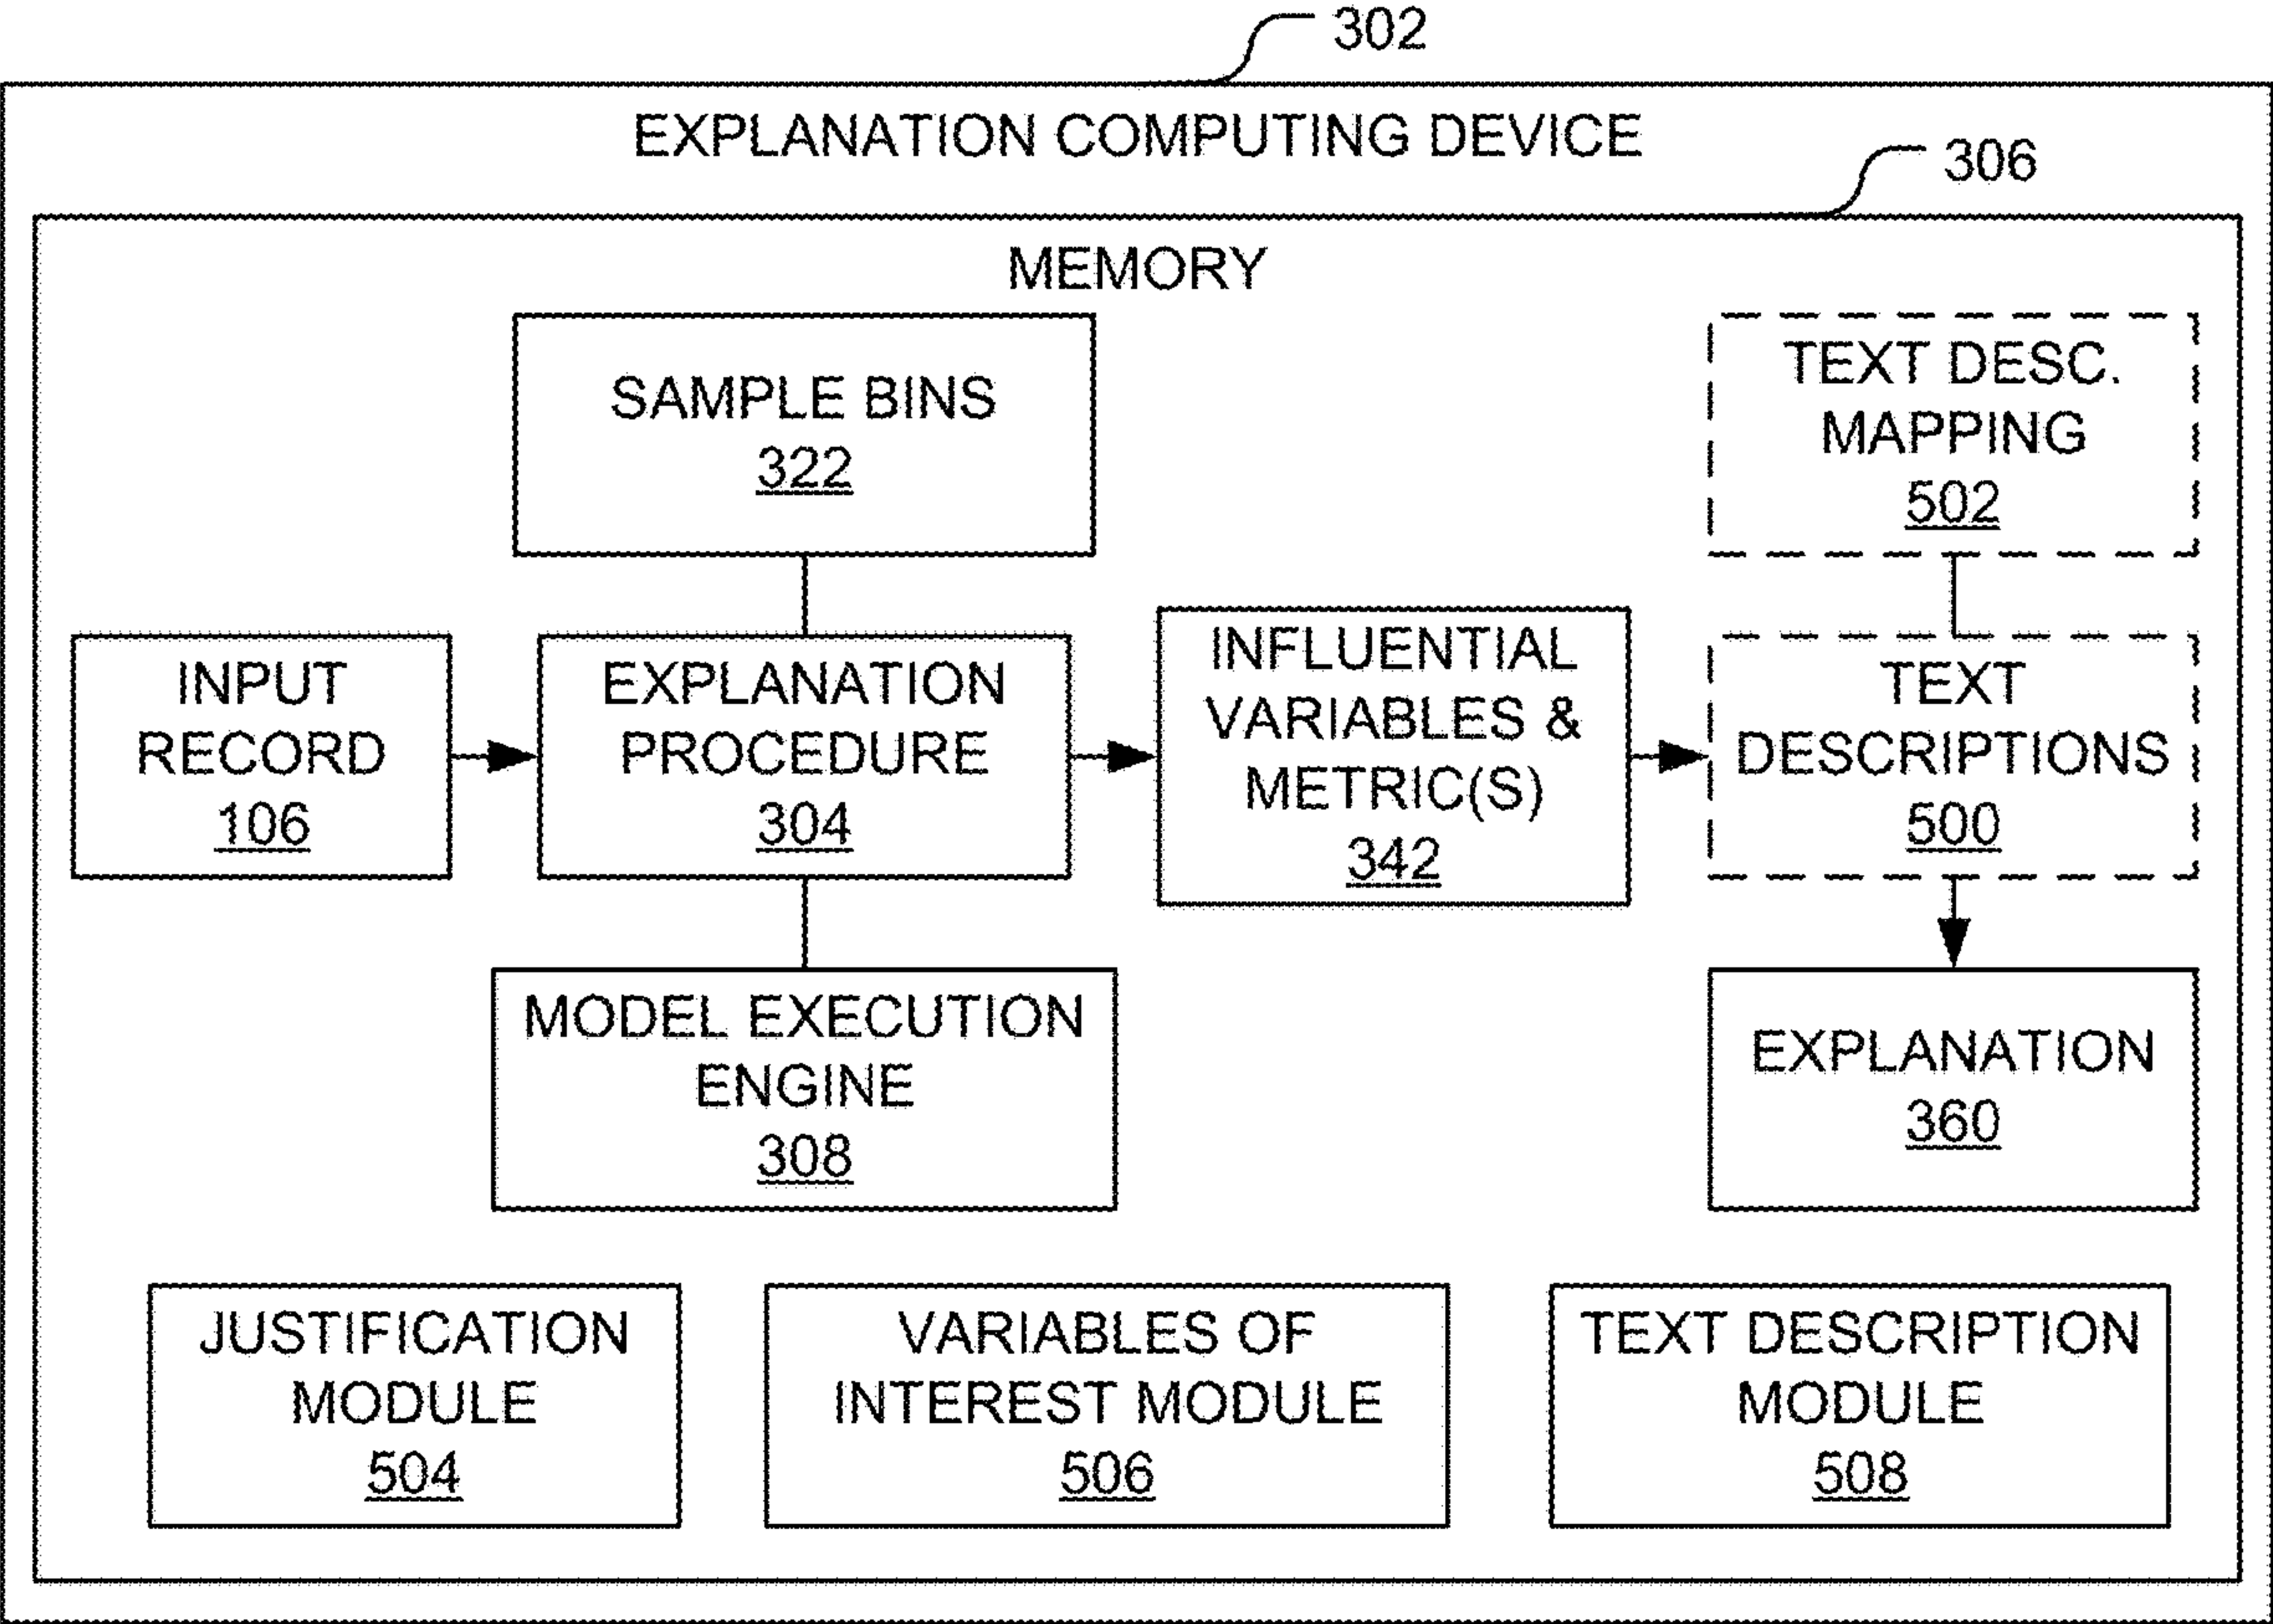 302
EXPLANATION COMPUTING DEVICE
306
MEMORY
SAMPLE BINS
322
TEXT DESC.
MAPPING
502
INPUT
RECORD
106
EXPLANATION
PROCEDURE
304
INFLUENTIAL
VARIABLES &
METRIC(S)
342
TEXT
DESCRIPTIONS
500
MODEL EXECUTION
ENGINE
308
EXPLANATION
360
JUSTIFICATION
MODULE
504
VARIABLES OF
INTEREST MODULE
506
TEXT DESCRIPTION
MODULE
508